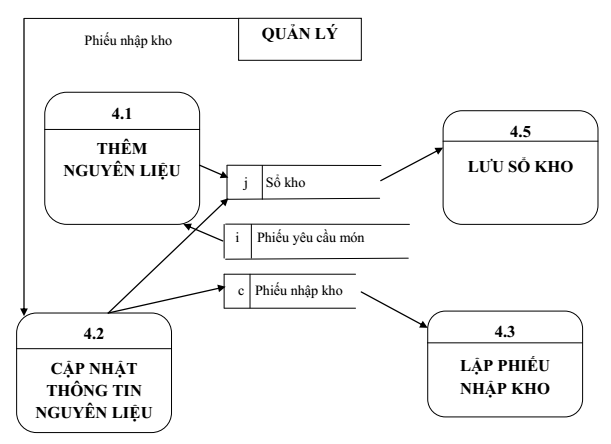 Phiếu nhập kho
QUẢN LÝ
4.1
THÊM
NGUYÊN LIỆU
4.5
LƯU SỔ KHO
j Sổ kho
i Phiếu yêu cầu món
c Phiếu nhập kho
4.2
CẬP NHẬT
THÔNG TIN
NGUYÊN LIỆU
4.3
LẬP PHIẾU
NHẬP KHO